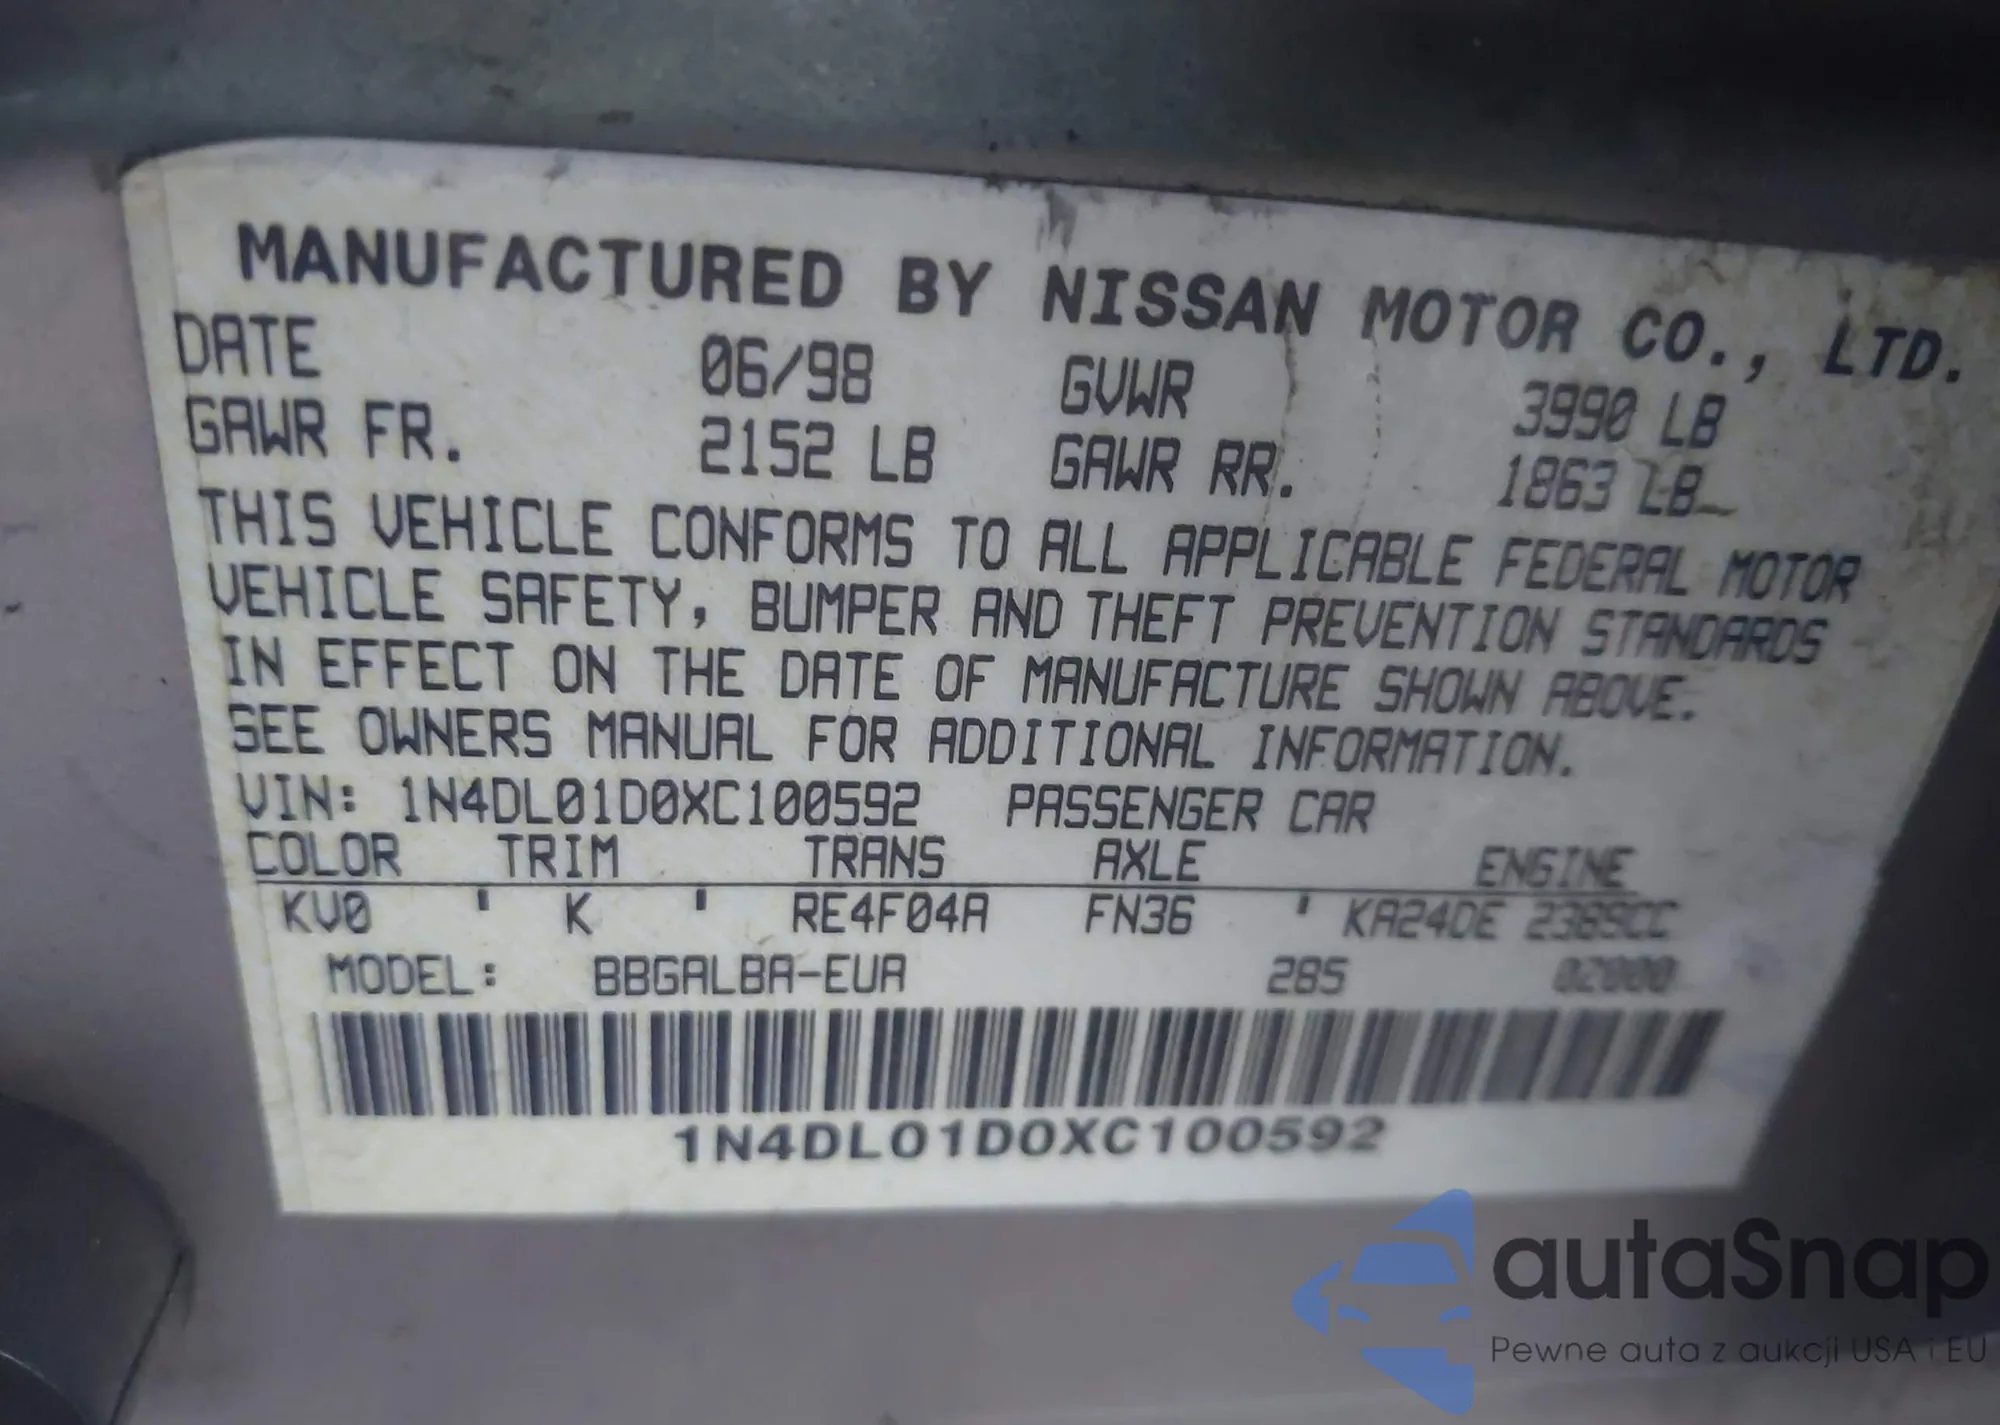 MANUFACTURED BY NISSAN MOTOR CO., LTD.
DATE 06/98 GVWR 3990 LB
GAWR FR. 2152 LB GAWR RR. 1863 LB
THIS VEHICLE CONFORMS TO ALL APPLICABLE FEDERAL MOTOR
VEHICLE SAFETY, BUMPER AND THEFT PREVENTION STANDARDS
IN EFFECT ON THE DATE OF MANUFACTURE SHOWN ABOVE.
SEE OWNERS MANUAL FOR ADDITIONAL INFORMATION.
VIN: 1N4DL01D0XC100592 PASSENGER CAR
COLOR TRIM TRANS AXLE ENGINE
KV0 ' K ' RE4F04A FN36 ' KA24DE 2389CC
MODEL: BBGALBA-EUA 285 02000
1N4DL01D0XC100592
autaSnap
Pewne auta z aukcji USA i EU